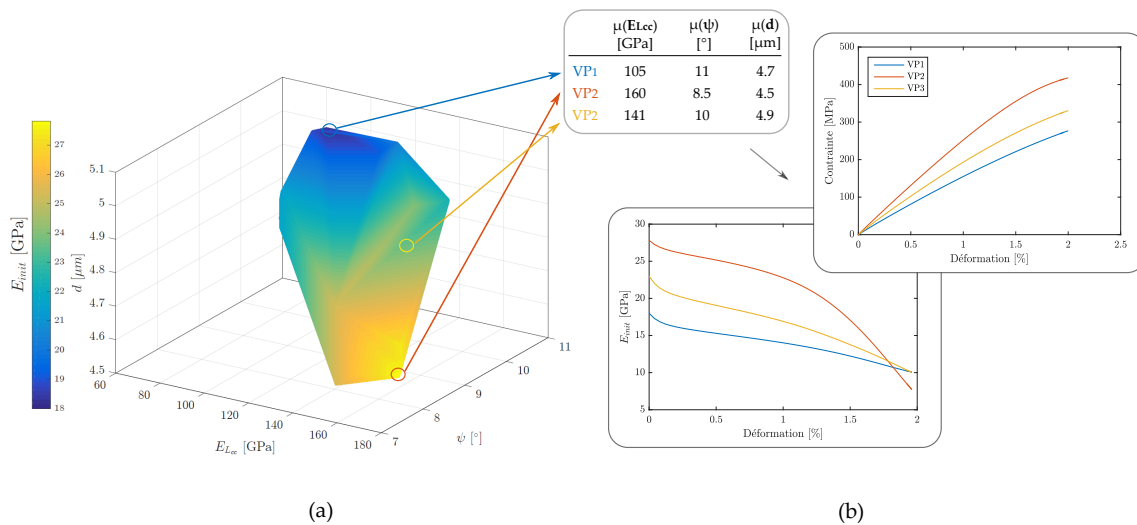 μ(ELcc) μ(ψ) μ(d)
[GPa] [°] [μm]
VP1 105 11 4.7
VP2 160 8.5 4.5
VP2 141 10 4.9
E_init [GPa]
27
26
25
24
23
22
21
20
19
18
d [μm]
5.1
5
4.9
4.8
4.7
4.6
4.5
60
80
100
120
140
160
180
E_Lcc [GPa]
7
8
9
10
11
ψ [°]
Contrainte [MPa]
500
400
300
200
100
0
VP1
VP2
VP3
0 0.5 1 1.5 2 2.5
Déformation [%]
E_init [GPa]
30
25
20
15
10
5
0 0.5 1 1.5 2
Déformation [%]
(a) (b)